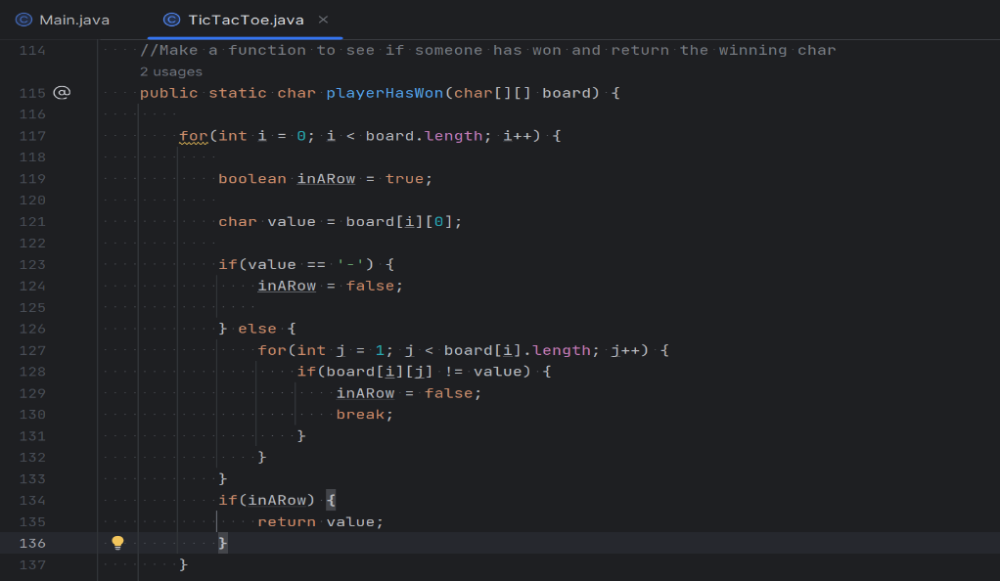 Main.java TicTacToe.java
114 //Make a function to see if someone has won and return the winning char
2 usages
115 @ public static char playerHasWon(char[][] board) {
116
117 for(int i = 0; i < board.length; i++) {
118
119 boolean inARow = true;
120
121 char value = board[i][0];
122
123 if(value == '-') {
124 inARow = false;
125
126 } else {
127 for(int j = 1; j < board[i].length; j++) {
128 if(board[i][j] != value) {
129 inARow = false;
130 break;
131 }
132 }
133 }
134 if(inARow) {
135 return value;
136 }
137 }